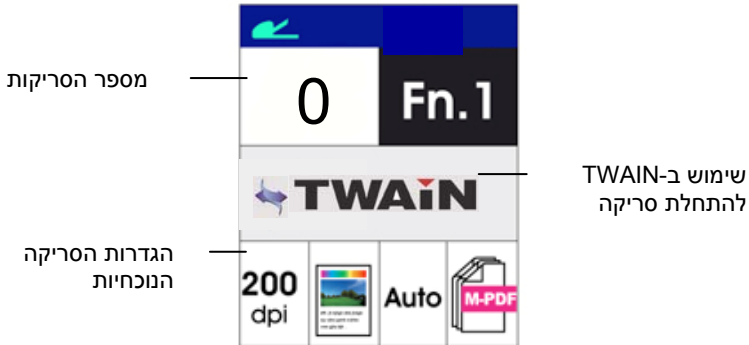 מספר הסריקות
0
Fn.1
TWAIN
שימוש ב-TWAIN
להתחלת סריקה
הגדרות הסריקה
הנוכחיות
200
dpi
Auto
M-PDF